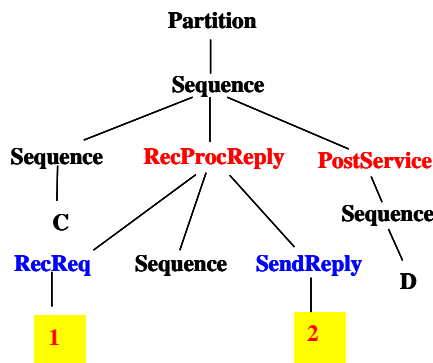 Partition
Sequence
Sequence RecProcReply PostService
C Sequence
RecReq Sequence SendReply D
1 2